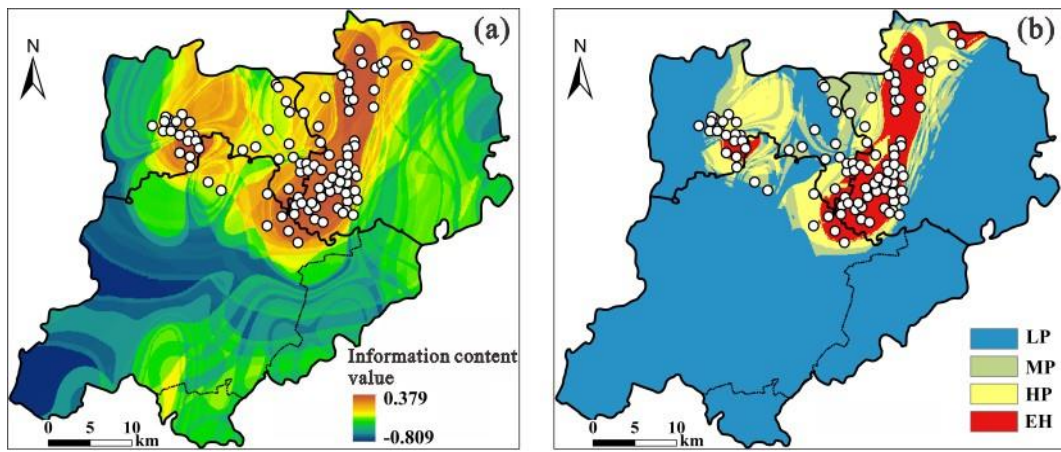 (a)
N
Information content
value
0.379
-0.809
0 5 10
km
(b)
N
LP
MP
HP
EH
0 5 10
km